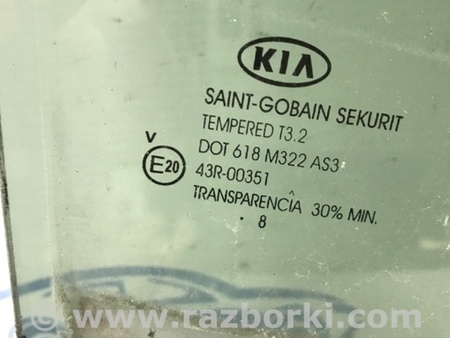 KIA
SAINT-GOBAIN SEKURIT
TEMPERED T3.2
DOT 618 M322 AS3
V
E20
43R-00351
TRANSPARENCÎA 30% MIN.
. 8
© www.razborki.com